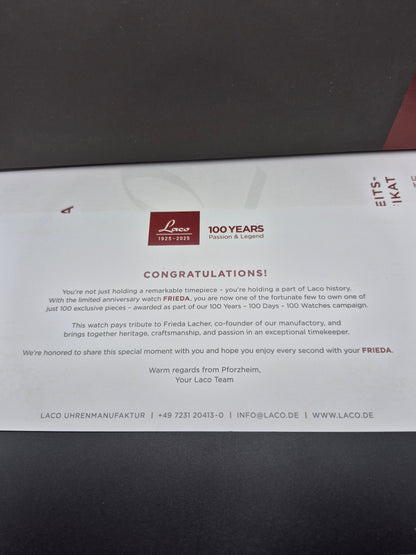 Laco
1925-2025
100 YEARS
Passion & Legend
EITS-
IKAT
CONGRATULATIONS!
You're not just holding a remarkable timepiece – you're holding a part of Laco history.
With the limited anniversary watch FRIEDA, you are now one of the fortunate few to own one of
just 100 exclusive pieces – awarded as part of our 100 Years – 100 Days – 100 Watches campaign.
This watch pays tribute to Frieda Lacher, co-founder of our manufactory, and
brings together heritage, craftsmanship, and passion in an exceptional timekeeper.
We're honored to share this special moment with you and hope you enjoy every second with your FRIEDA.
Warm regards from Pforzheim,
Your Laco Team
LACO UHRENMANUFAKTUR | +49 7231 20413-0 | INFO@LACO.DE | WWW.LACO.DE